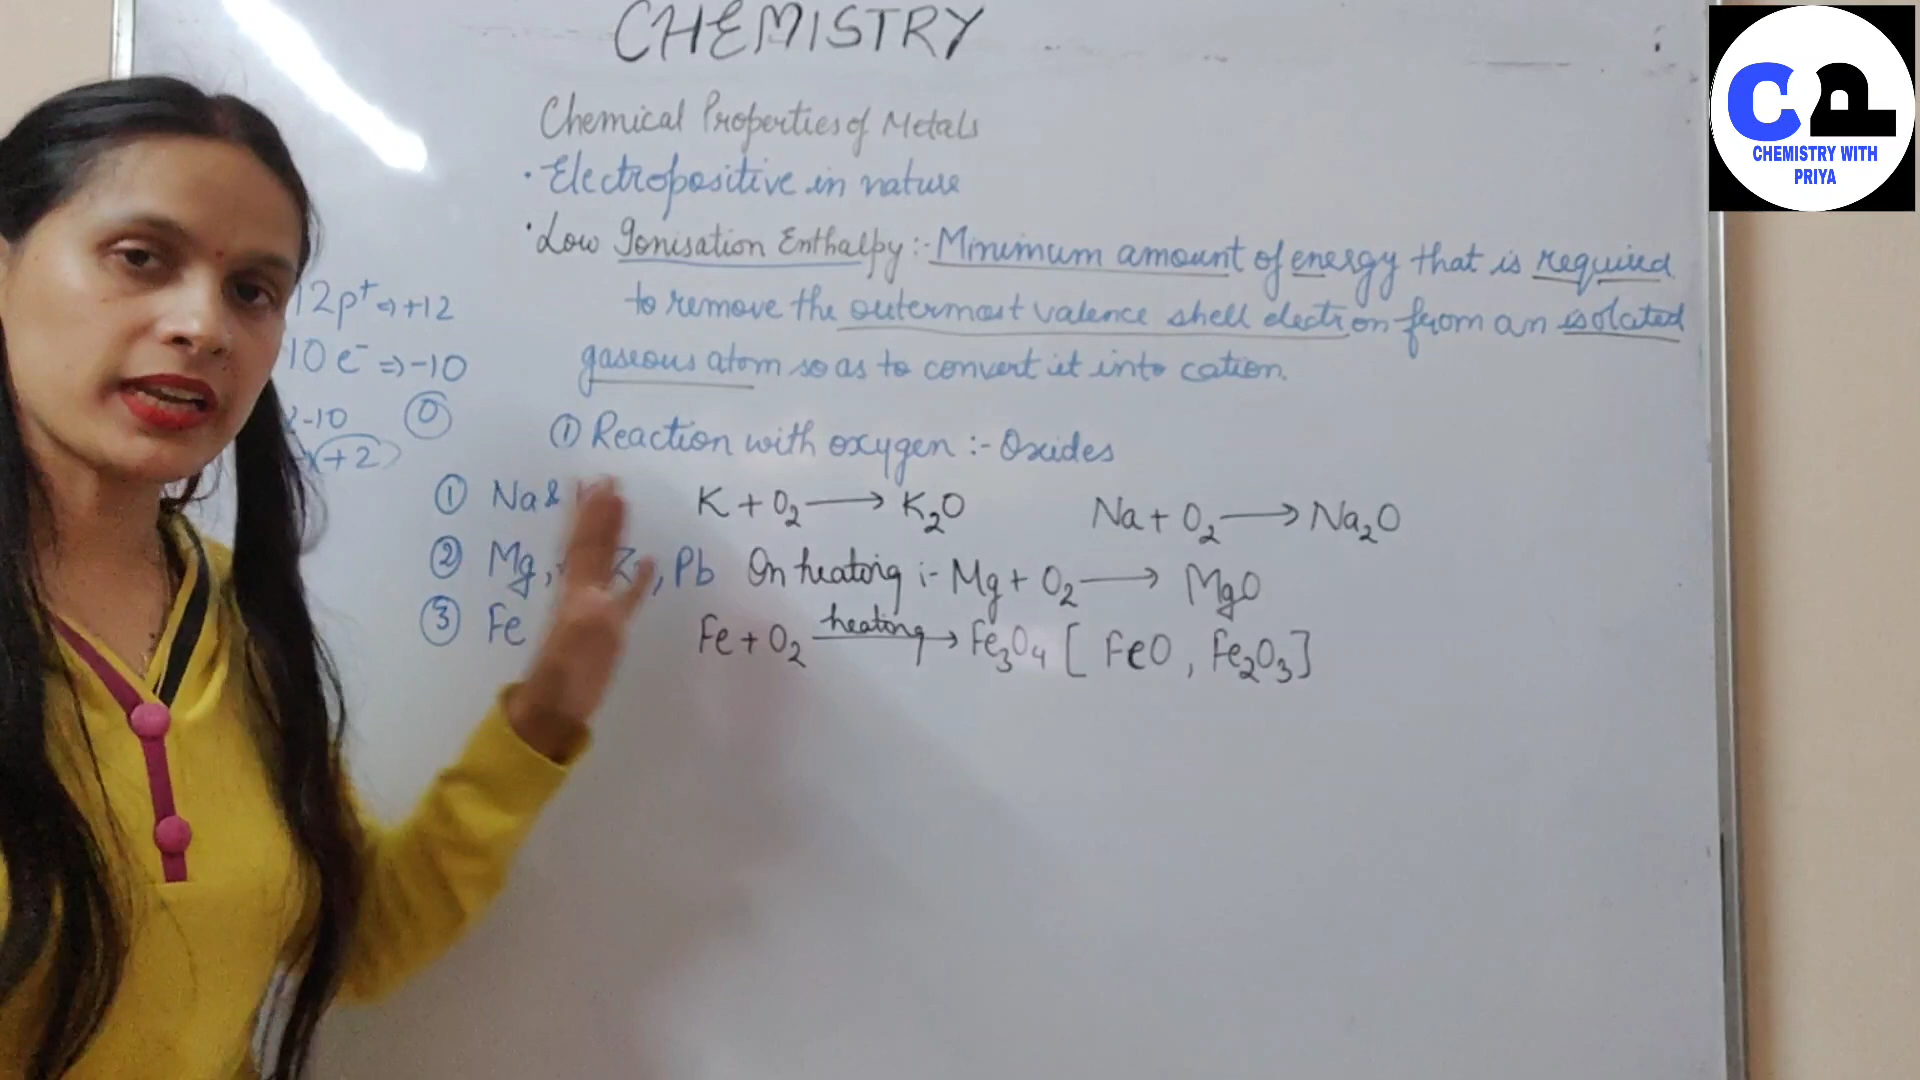 CHEMISTRY
Chemical Properties of Metals
· Electropositive in nature
· Low Ionisation Enthalpy :- Minimum amount of energy that is required
to remove the outermost valence shell electron from an isolated
gaseous atom so as to convert it into cation.
12p⁺ ⇒ +12
10e⁻ ⇒ -10
-10 0
+2
① Reaction with oxygen :- Oxides
① Na & K + O₂ ⟶ K₂O Na + O₂ ⟶ Na₂O
② Mg, , Pb On heating :- Mg + O₂ ⟶ MgO
③ Fe Fe + O₂ heating ⟶ Fe₃O₄ [ FeO , Fe₂O₃ ]
CP
CHEMISTRY WITH
PRIYA